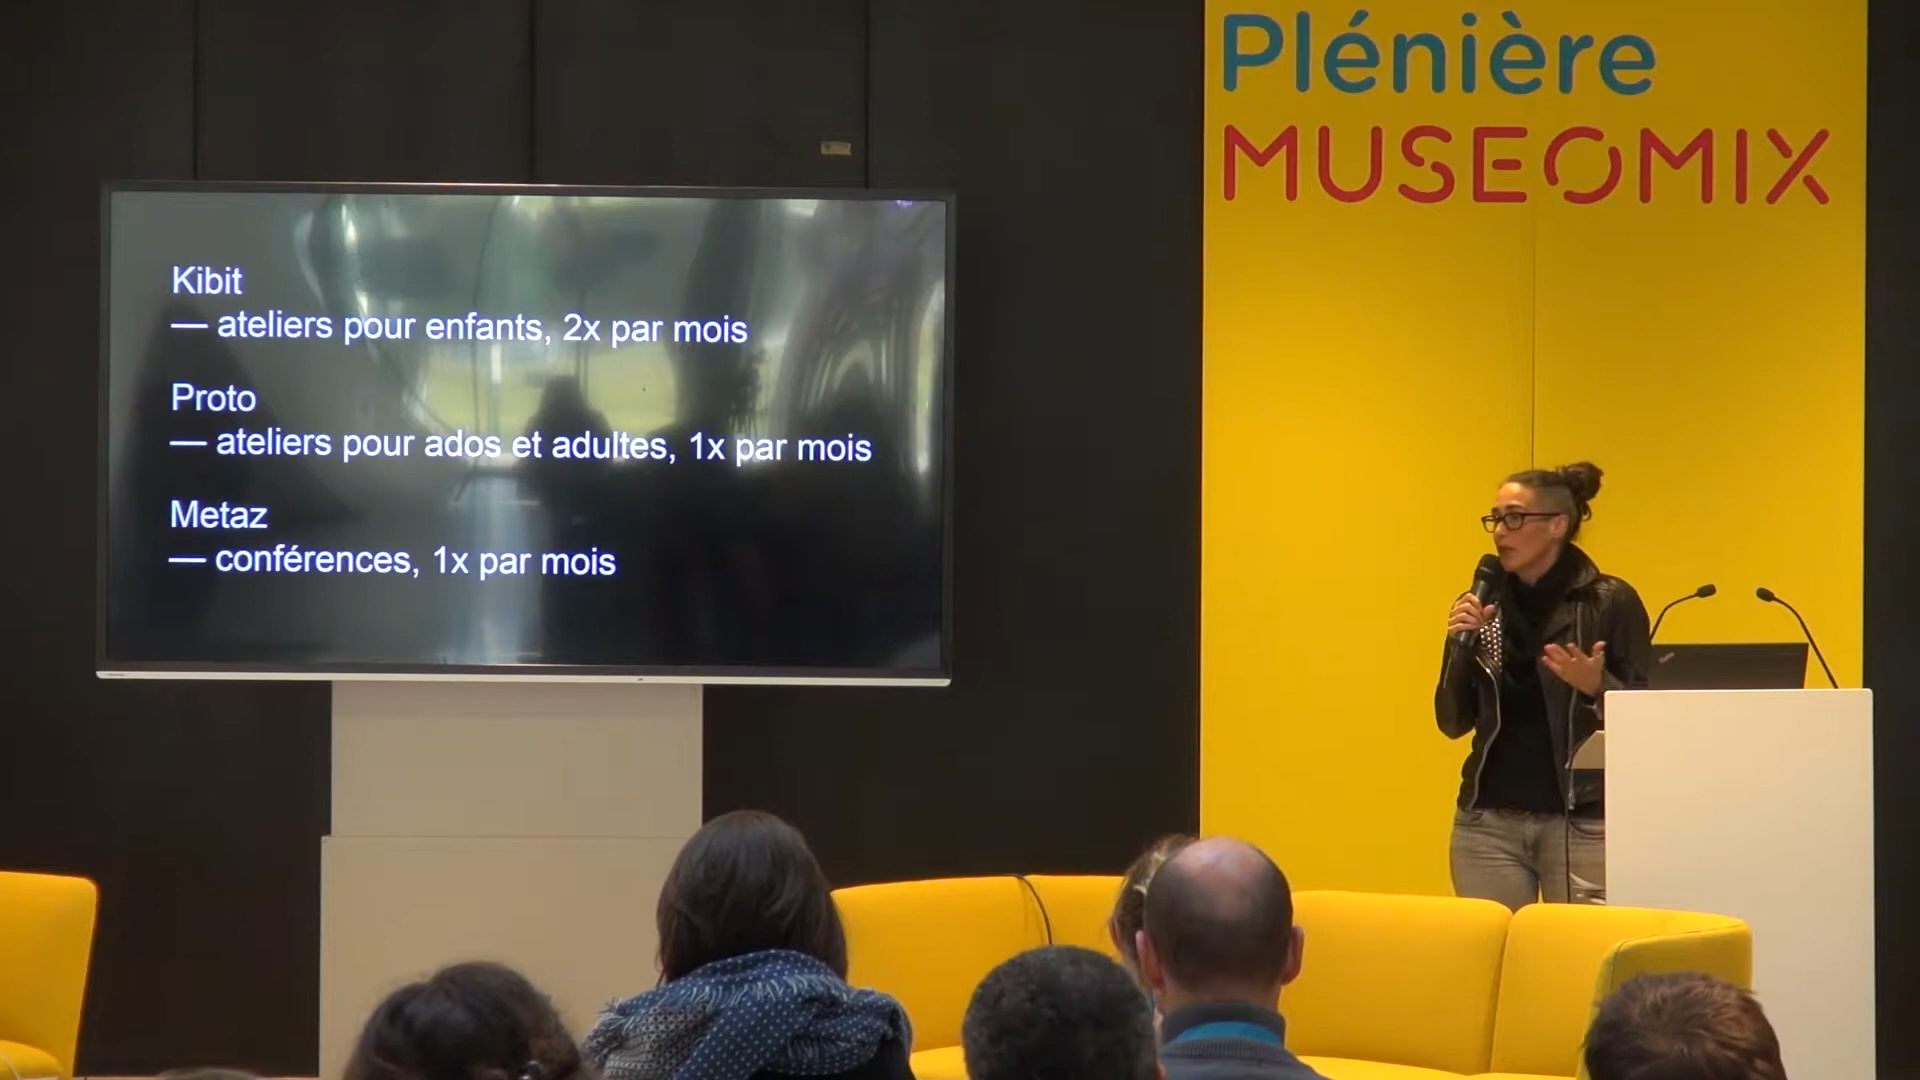 Plénière
MUSEOMIX
Kibit
— ateliers pour enfants, 2x par mois
Proto
— ateliers pour ados et adultes, 1x par mois
Metaz
— conférences, 1x par mois